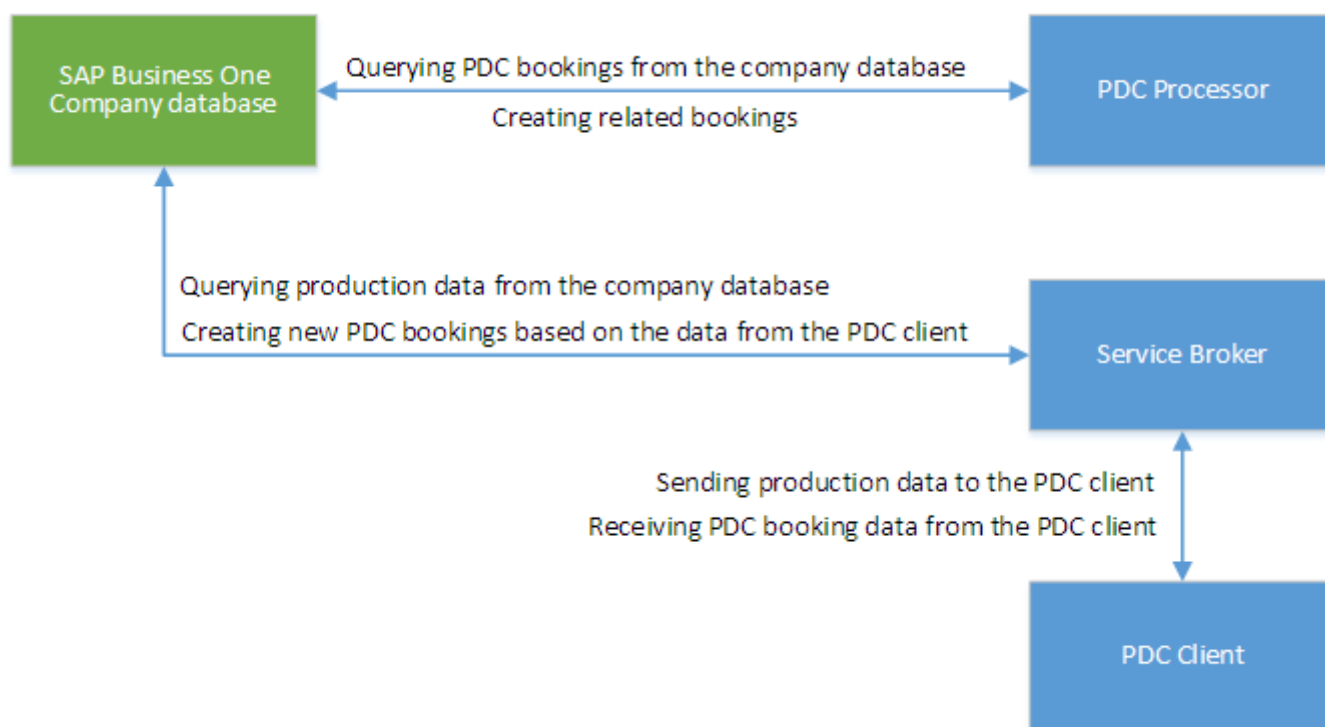 SAP Business One
Company database
Querying PDC bookings from the company database
Creating related bookings
PDC Processor
Querying production data from the company database
Creating new PDC bookings based on the data from the PDC client
Service Broker
Sending production data to the PDC client
Receiving PDC booking data from the PDC client
PDC Client